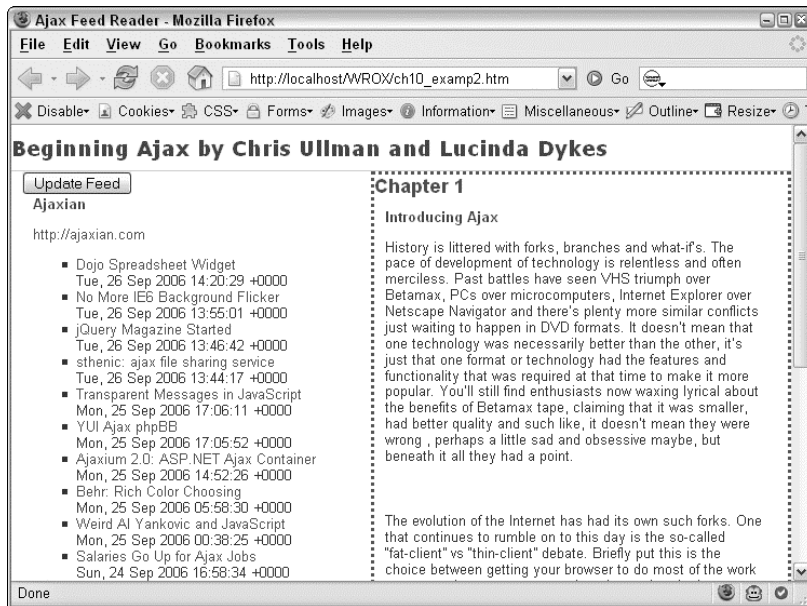 Ajax Feed Reader - Mozilla Firefox
File Edit View Go Bookmarks Tools Help
http://localhost/WROX/ch10_examp2.htm
Go
Disable Cookies CSS Forms Images Information Miscellaneous Outline Resize
Beginning Ajax by Chris Ullman and Lucinda Dykes
Update Feed
Ajaxian
http://ajaxian.com
Dojo Spreadsheet Widget
Tue, 26 Sep 2006 14:20:29 +0000
No More IE6 Background Flicker
Tue, 26 Sep 2006 13:55:01 +0000
jQuery Magazine Started
Tue, 26 Sep 2006 13:46:42 +0000
sthenic: ajax file sharing service
Tue, 26 Sep 2006 13:44:17 +0000
Transparent Messages in JavaScript
Mon, 25 Sep 2006 17:06:11 +0000
YUI Ajax phpBB
Mon, 25 Sep 2006 17:05:52 +0000
Ajaxium 2.0: ASP.NET Ajax Container
Mon, 25 Sep 2006 14:52:26 +0000
Behr: Rich Color Choosing
Mon, 25 Sep 2006 05:58:30 +0000
Weird Al Yankovic and JavaScript
Mon, 25 Sep 2006 00:38:25 +0000
Salaries Go Up for Ajax Jobs
Sun, 24 Sep 2006 16:58:34 +0000
Chapter 1
Introducing Ajax
History is littered with forks, branches and what-if's. The
pace of development of technology is relentless and often
merciless. Past battles have seen VHS triumph over
Betamax, PCs over microcomputers, Internet Explorer over
Netscape Navigator and there's plenty more similar conflicts
just waiting to happen in DVD formats. It doesn't mean that
one technology was necessarily better than the other, it's
just that one format or technology had the features and
functionality that was required at that time to make it more
popular. You'll still find enthusiasts now waxing lyrical about
the benefits of Betamax tape, claiming that it was smaller,
had better quality and such like, it doesn't mean they were
wrong , perhaps a little sad and obsessive maybe, but
beneath it all they had a point.
The evolution of the Internet has had its own such forks. One
that continues to rumble on to this day is the so-called
"fat-client" vs "thin-client" debate. Briefly put this is the
choice between getting your browser to do most of the work
Done